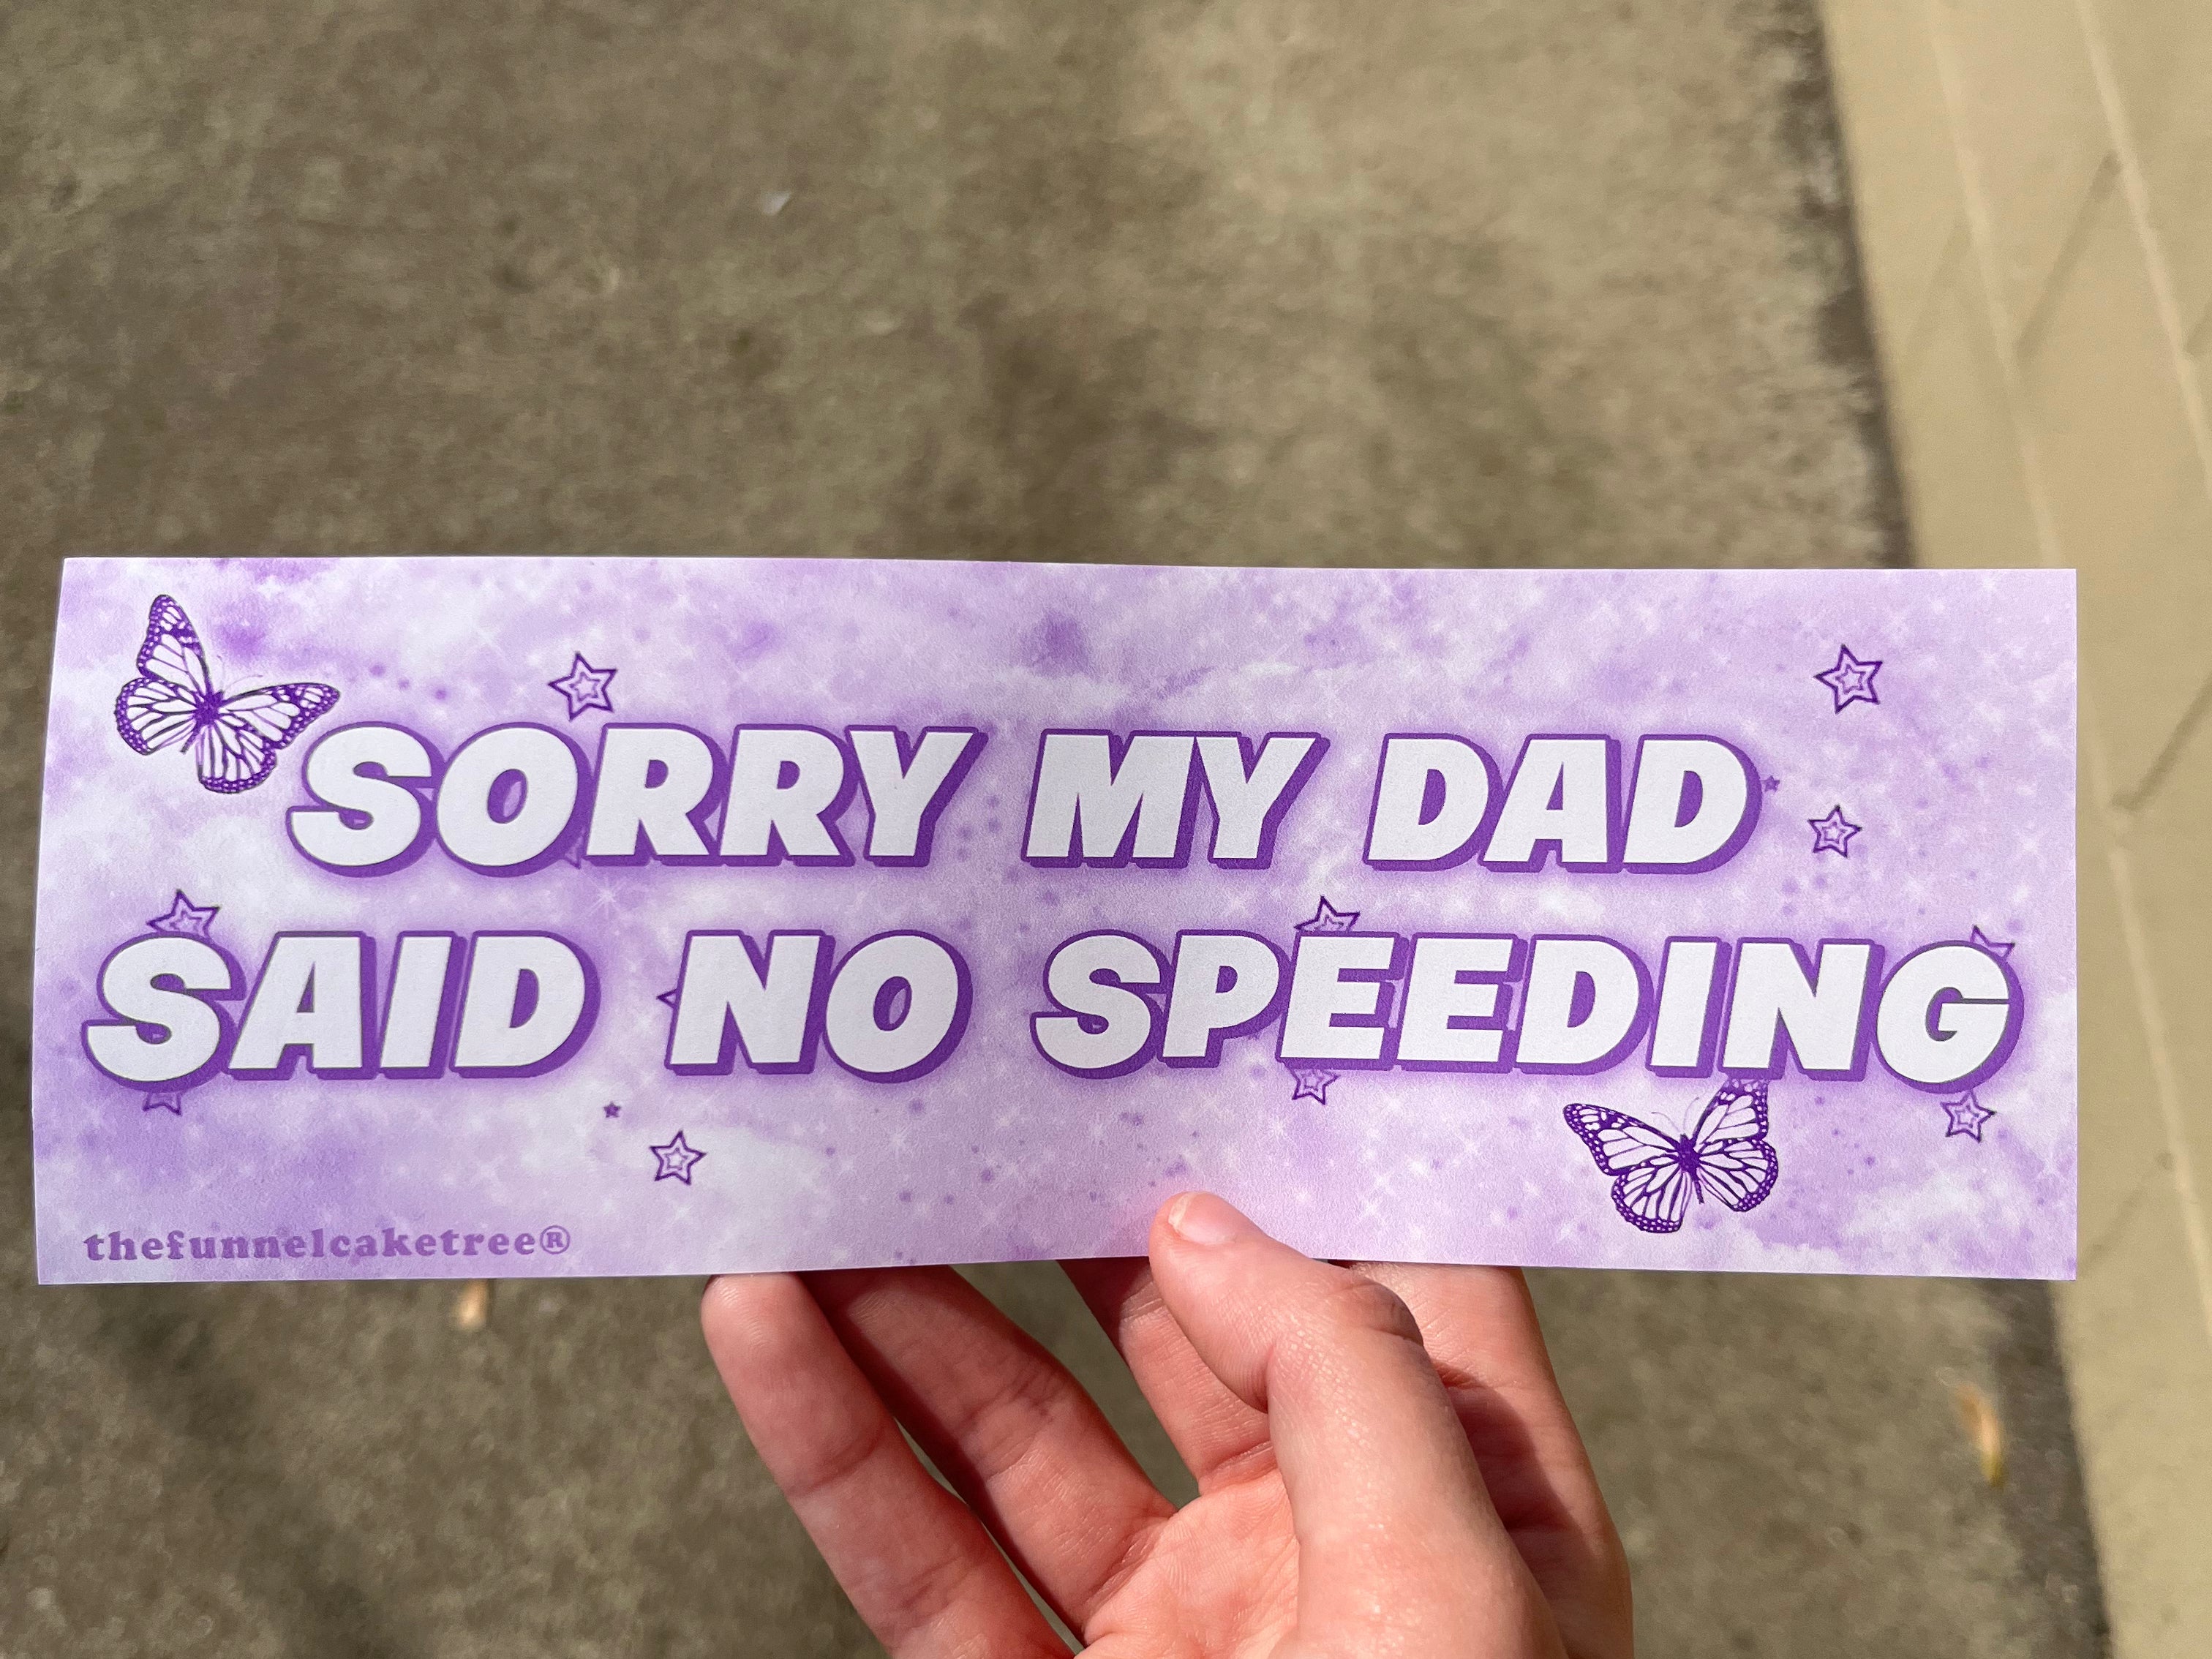 SORRY MY DAD
SAID NO SPEEDING
thefunnelcaketree®